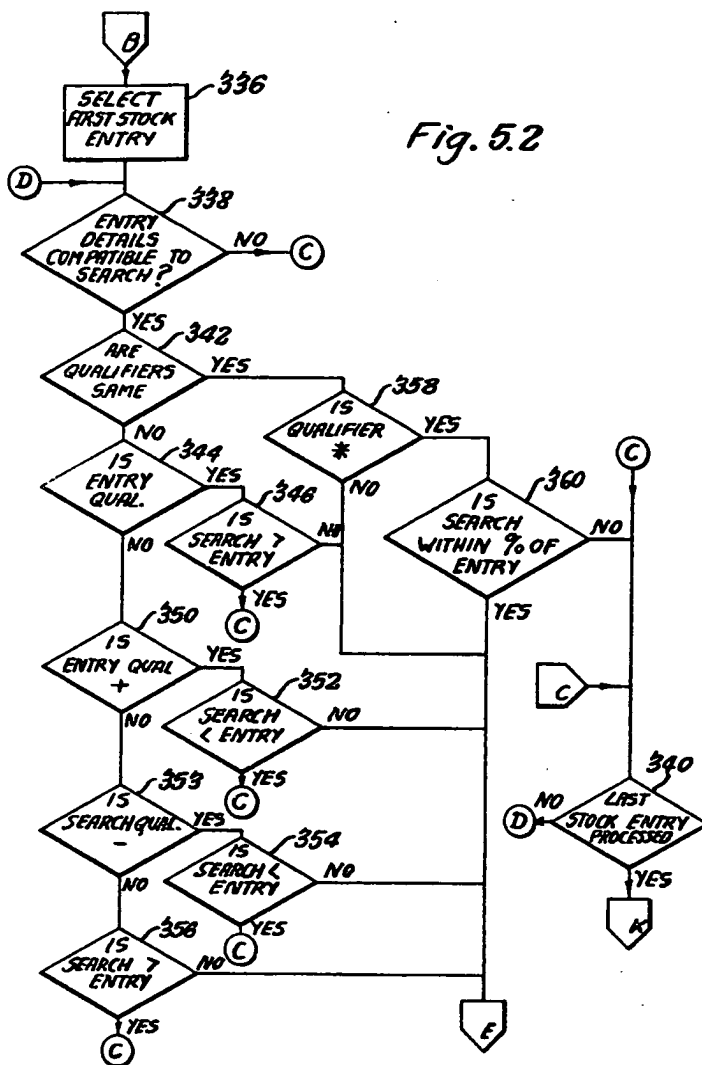 B
336
SELECT
FIRST STOCK
ENTRY
Fig. 5.2
D
338
ENTRY
DETAILS
COMPATIBLE TO
SEARCH?
NO
C
YES
342
ARE
QUALIFIERS
SAME
YES
358
IS
QUALIFIER
*
YES
C
NO
344
IS
ENTRY
QUAL.
YES
346
IS
SEARCH >
ENTRY
NO
NO
360
IS
SEARCH
WITHIN % OF
ENTRY
NO
NO
YES
C
YES
350
IS
ENTRY QUAL
+
YES
352
IS
SEARCH
< ENTRY
NO
C
NO
YES
C
340
LAST
STOCK ENTRY
PROCESSED
NO
D
353
IS
SEARCH QUAL.
-
YES
354
IS
SEARCH <
ENTRY
NO
YES
K
NO
YES
C
356
IS
SEARCH >
ENTRY
NO
YES
C
E